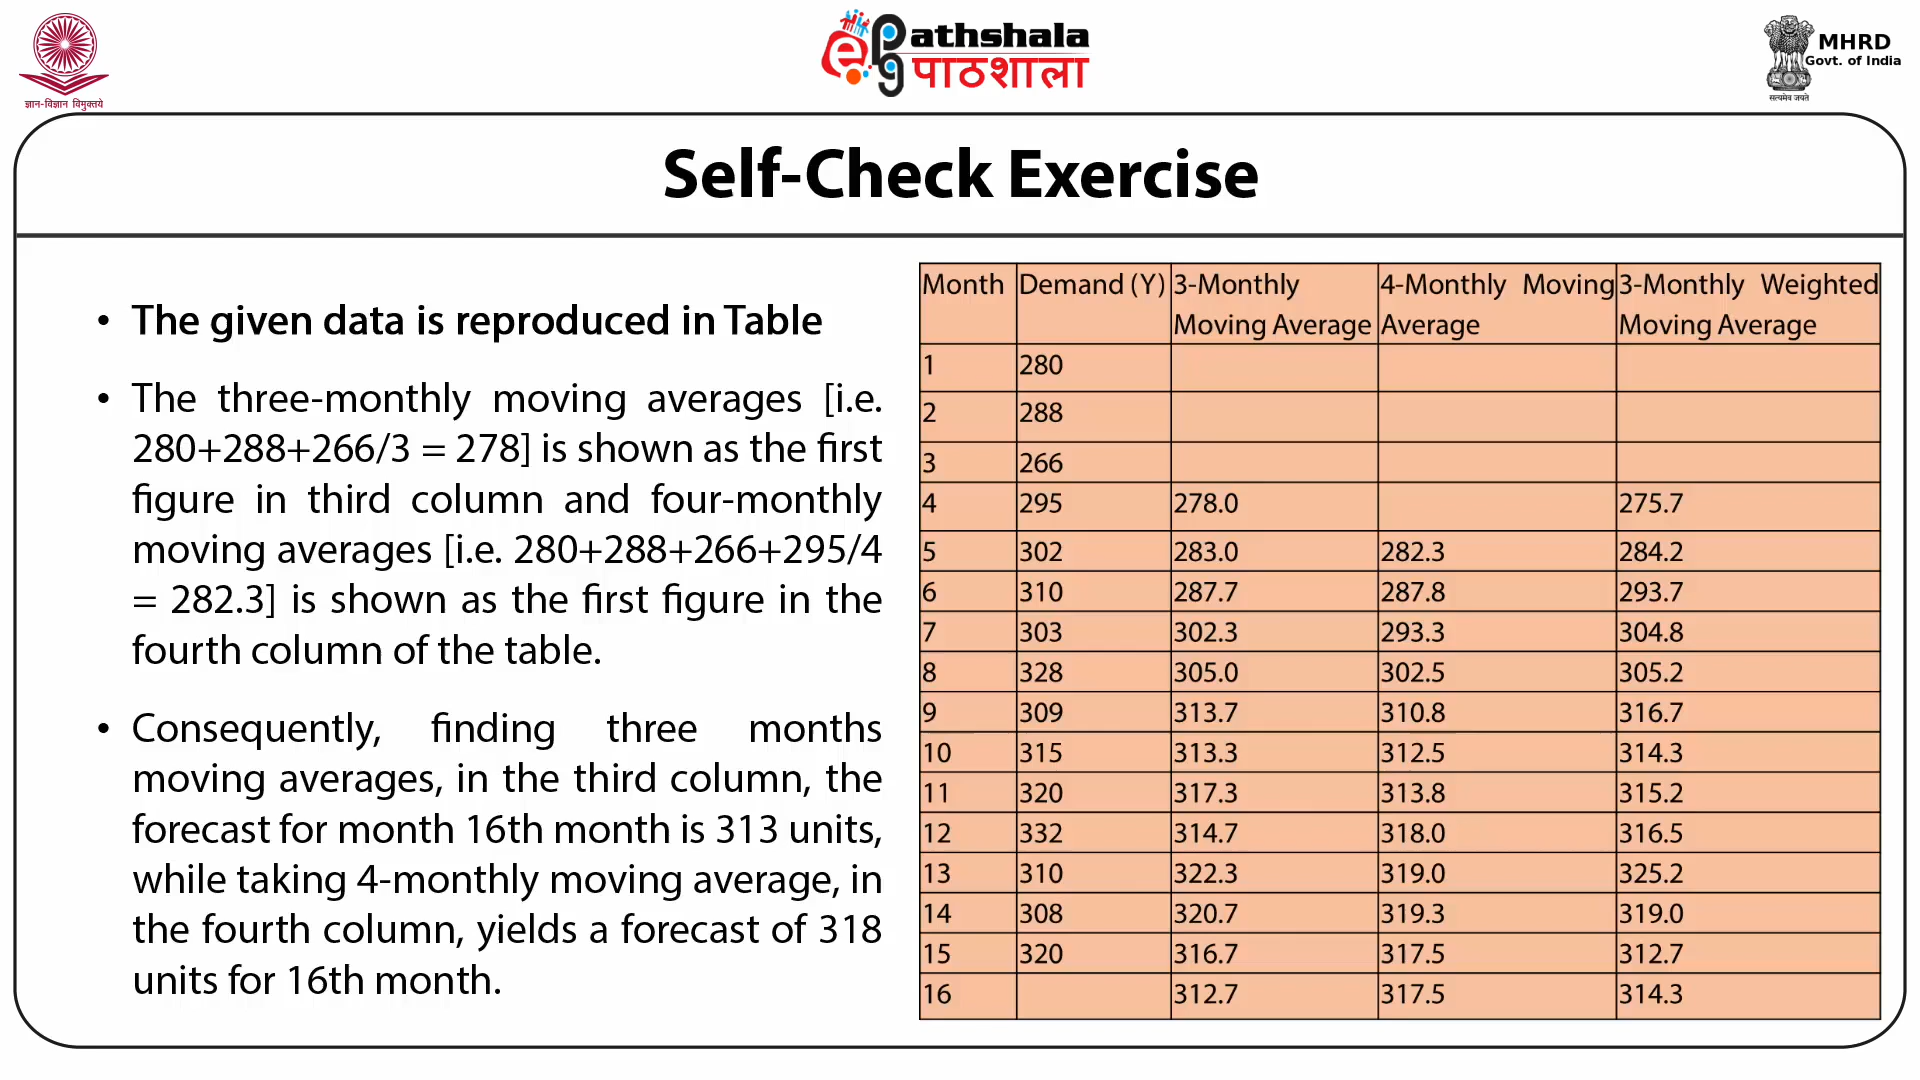 ज्ञान-विज्ञान विमुक्तये
ePathshala
पाठशाला
MHRD
Govt. of India
सत्यमेव जयते
Self-Check Exercise
• The given data is reproduced in Table
• The three-monthly moving averages [i.e.
280+288+266/3 = 278] is shown as the first
figure in third column and four-monthly
moving averages [i.e. 280+288+266+295/4
= 282.3] is shown as the first figure in the
fourth column of the table.
• Consequently, finding three months
moving averages, in the third column, the
forecast for month 16th month is 313 units,
while taking 4-monthly moving average, in
the fourth column, yields a forecast of 318
units for 16th month.
Month Demand (Y) 3-Monthly 4-Monthly Moving 3-Monthly Weighted
Moving Average Average Moving Average
1 280
2 288
3 266
4 295 278.0 275.7
5 302 283.0 282.3 284.2
6 310 287.7 287.8 293.7
7 303 302.3 293.3 304.8
8 328 305.0 302.5 305.2
9 309 313.7 310.8 316.7
10 315 313.3 312.5 314.3
11 320 317.3 313.8 315.2
12 332 314.7 318.0 316.5
13 310 322.3 319.0 325.2
14 308 320.7 319.3 319.0
15 320 316.7 317.5 312.7
16 312.7 317.5 314.3